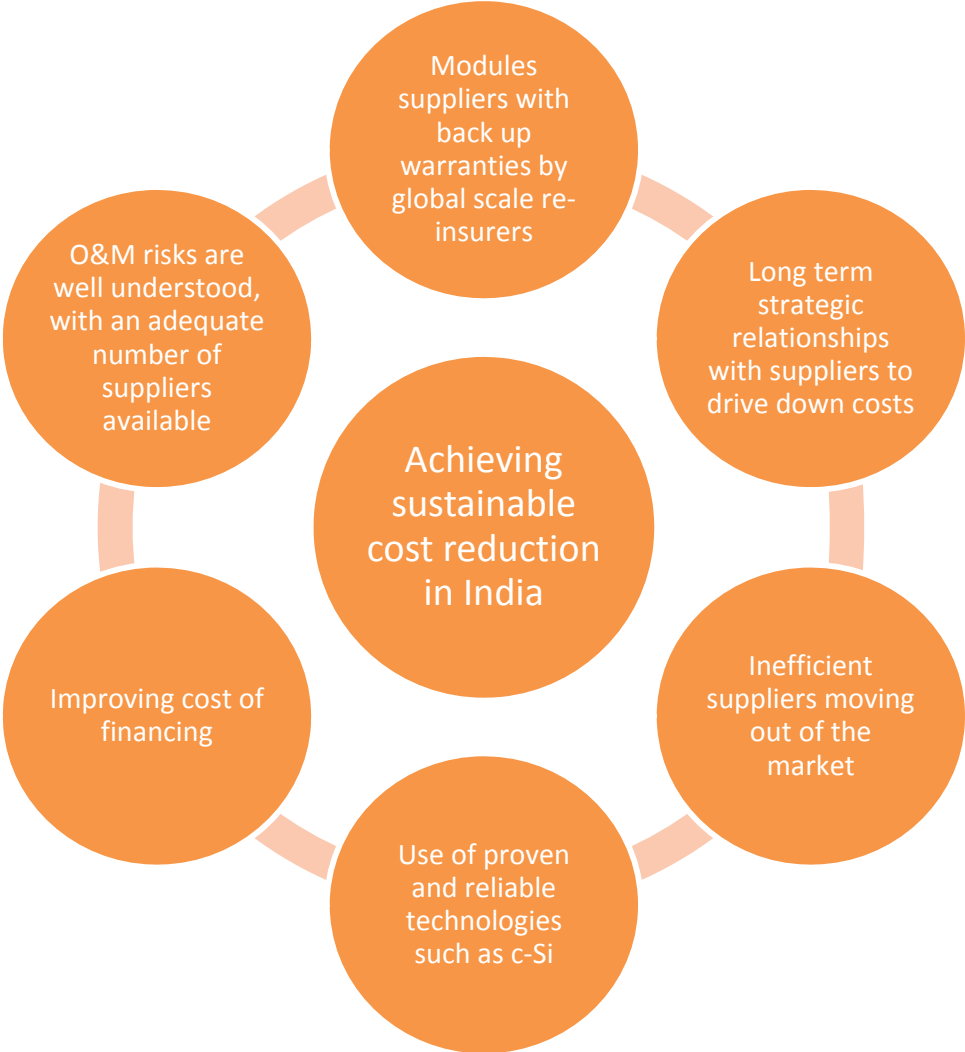 Modules
suppliers with
back up
warranties by
global scale re-
insurers
Long term
strategic
relationships
with suppliers to
drive down costs
Inefficient
suppliers moving
out of the
market
Use of proven
and reliable
technologies
such as c-Si
Improving cost of
financing
O&M risks are
well understood,
with an adequate
number of
suppliers
available
Achieving
sustainable
cost reduction
in India